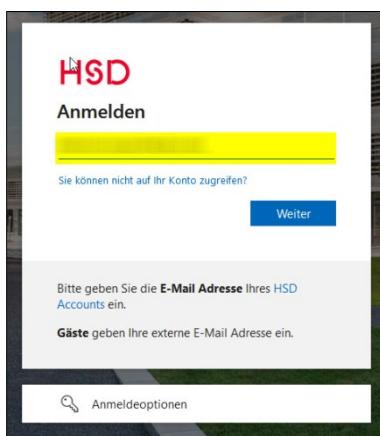 HSD
Anmelden
Sie können nicht auf Ihr Konto zugreifen?
Weiter
Bitte geben Sie die E-Mail Adresse Ihres HSD
Accounts ein.
Gäste geben Ihre externe E-Mail Adresse ein.
Anmeldeoptionen